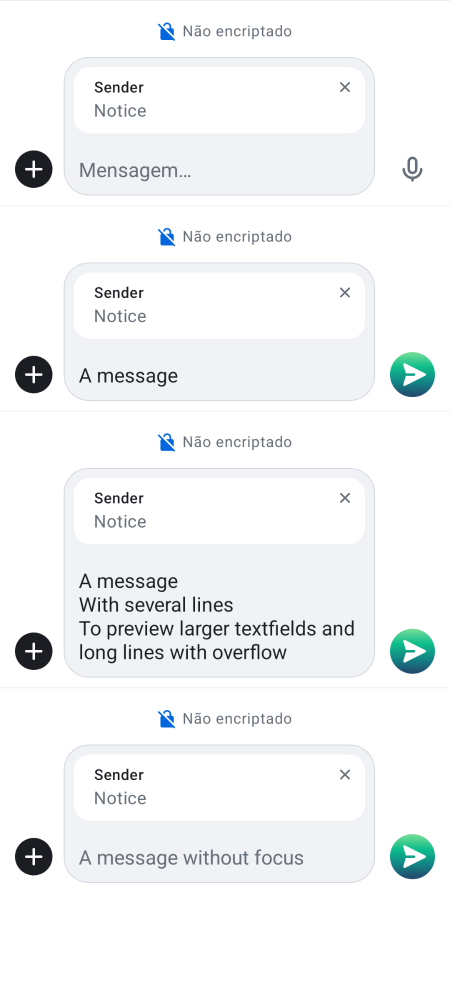 Não encriptado
Sender
Notice
Mensagem…
Não encriptado
Sender
Notice
A message
Não encriptado
Sender
Notice
A message
With several lines
To preview larger textfields and
long lines with overflow
Não encriptado
Sender
Notice
A message without focus